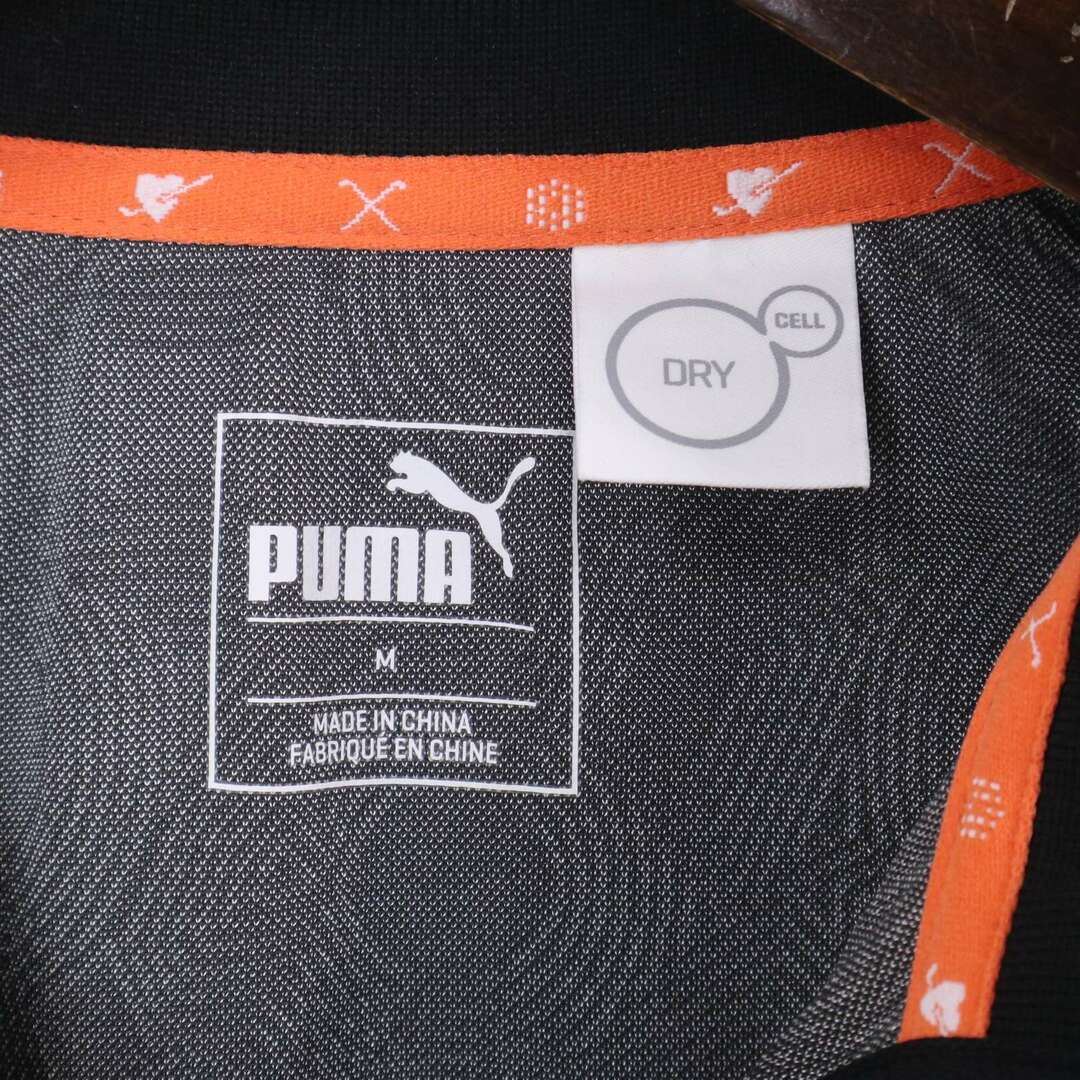 CELL
DRY
PUMA
M
MADE IN CHINA
FABRIQUÉ EN CHINE